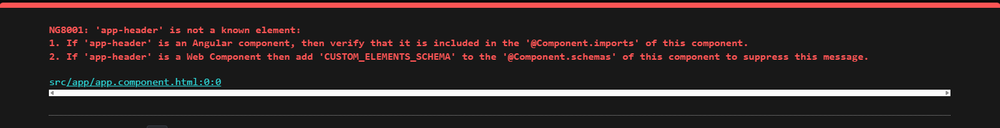 NG8001: 'app-header' is not a known element:
1. If 'app-header' is an Angular component, then verify that it is included in the '@Component.imports' of this component.
2. If 'app-header' is a Web Component then add 'CUSTOM_ELEMENTS_SCHEMA' to the '@Component.schemas' of this component to suppress this message.
src/app/app.component.html:0:0